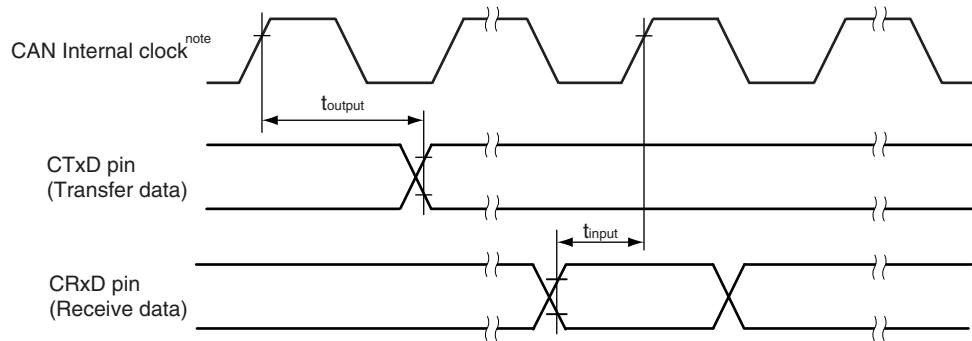 CAN Internal clock note
toutput
CTxD pin
(Transfer data)
tinput
CRxD pin
(Receive data)